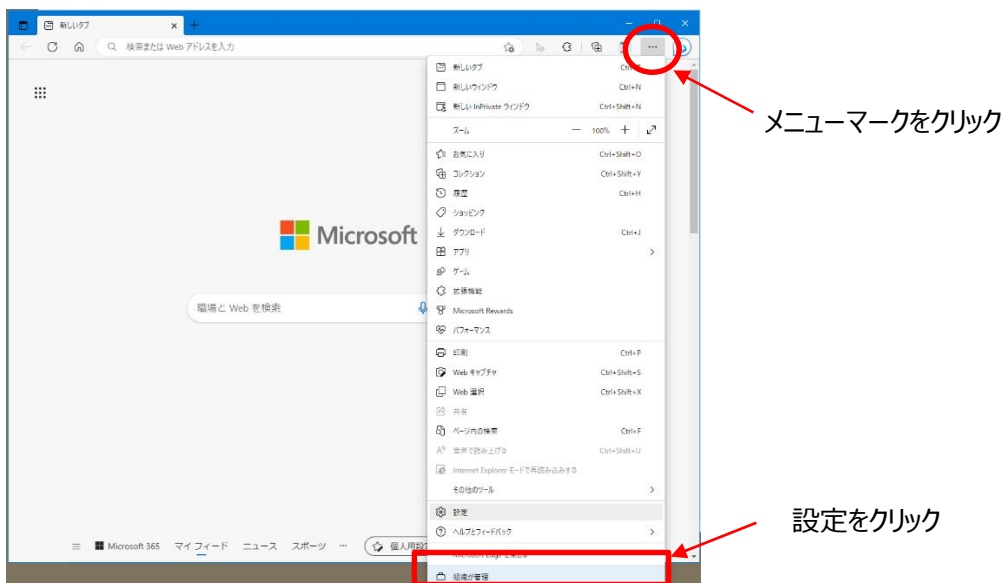 新しいタブ
検索または Web アドレスを入力
新しいタブ
新しいウィンドウ Ctrl+N
新しい InPrivate ウィンドウ Ctrl+Shift+N
メニューマークをクリック
ズーム 100%
お気に入り Ctrl+Shift+O
コレクション Ctrl+Shift+Y
履歴 Ctrl+H
ショッピング
ダウンロード Ctrl+J
アプリ
ゲーム
拡張機能
Microsoft Rewards
パフォーマンス
Microsoft
職場と Web を検索
印刷 Ctrl+P
Web キャプチャ Ctrl+Shift+S
Web 選択 Ctrl+Shift+X
共有
ページ内の検索 Ctrl+F
音声で読み上げる Ctrl+Shift+U
Internet Explorer モードで再読み込みする
その他のツール
設定
ヘルプとフィードバック
設定をクリック
Microsoft 365 マイ フィード ニュース スポーツ … 個人用設
Microsoft Edge
組織が管理